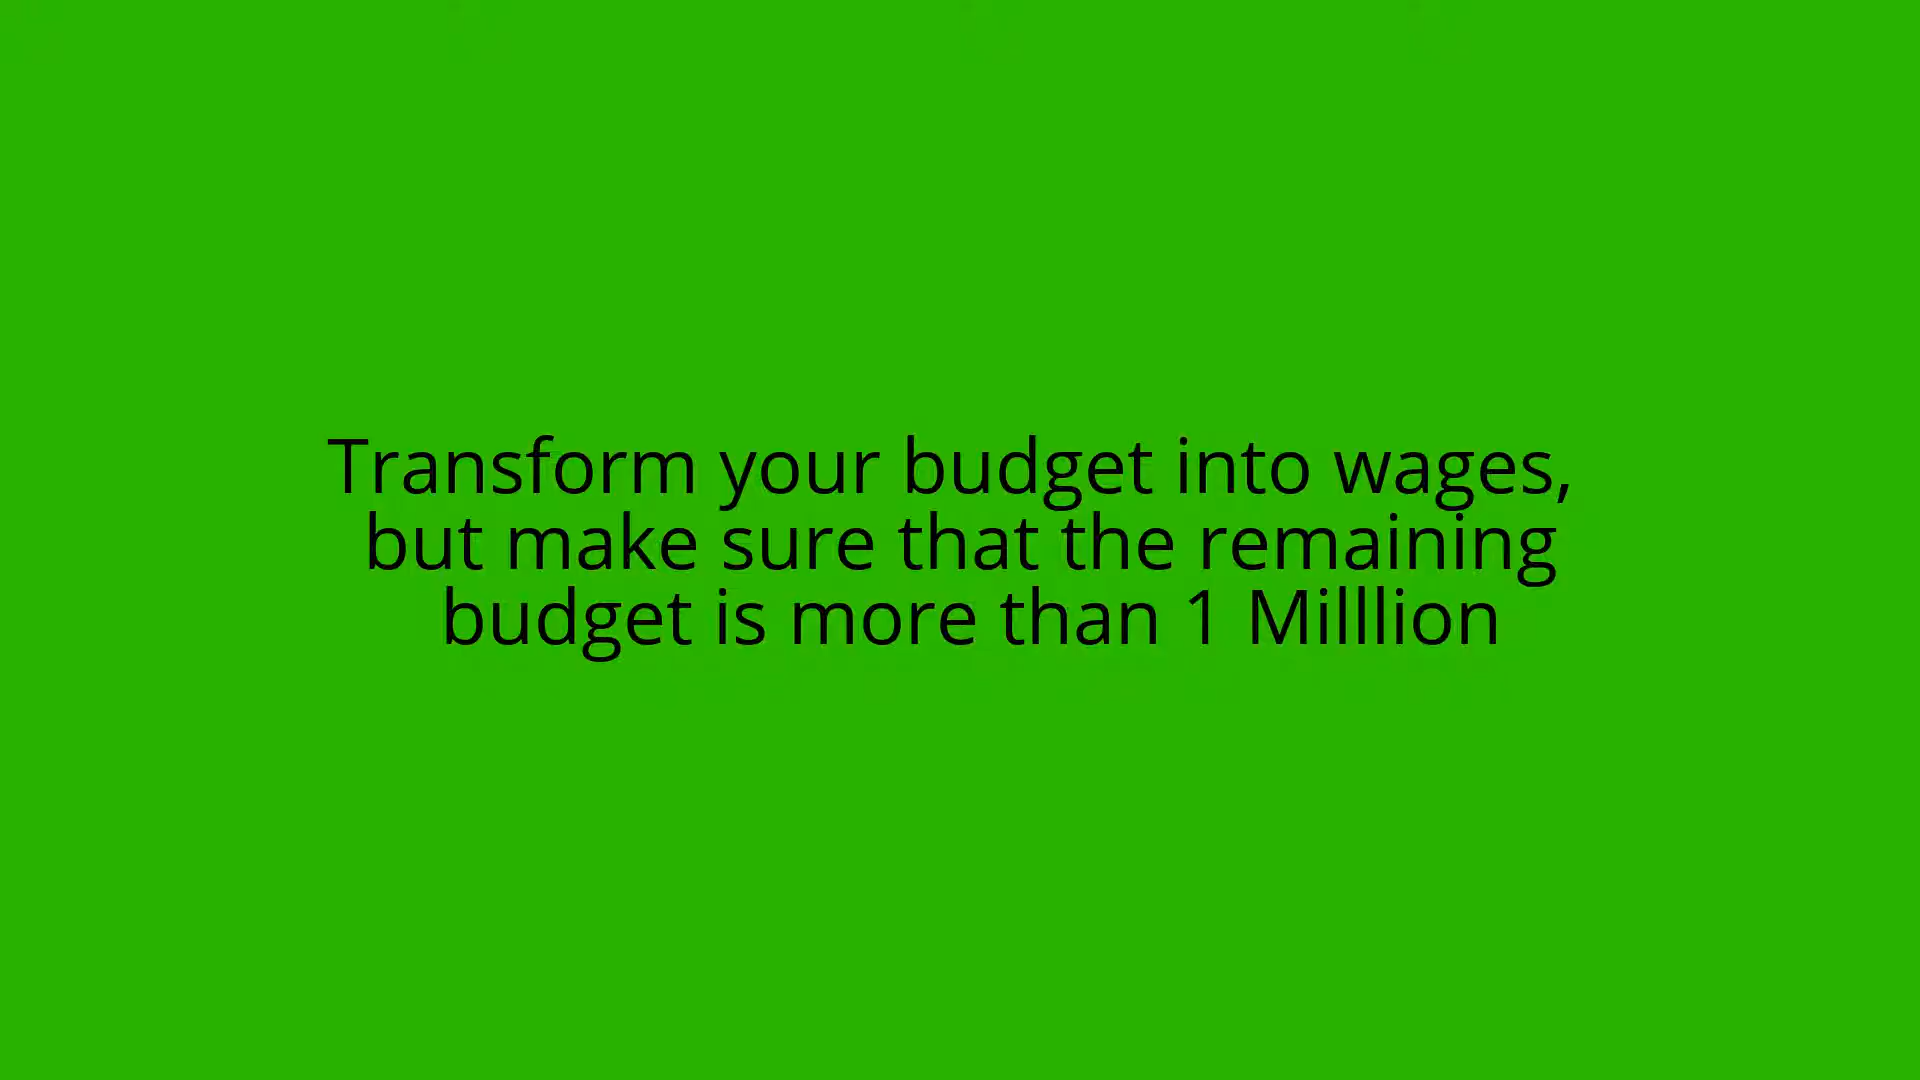 Transform your budget into wages,
but make sure that the remaining
budget is more than 1 Milllion